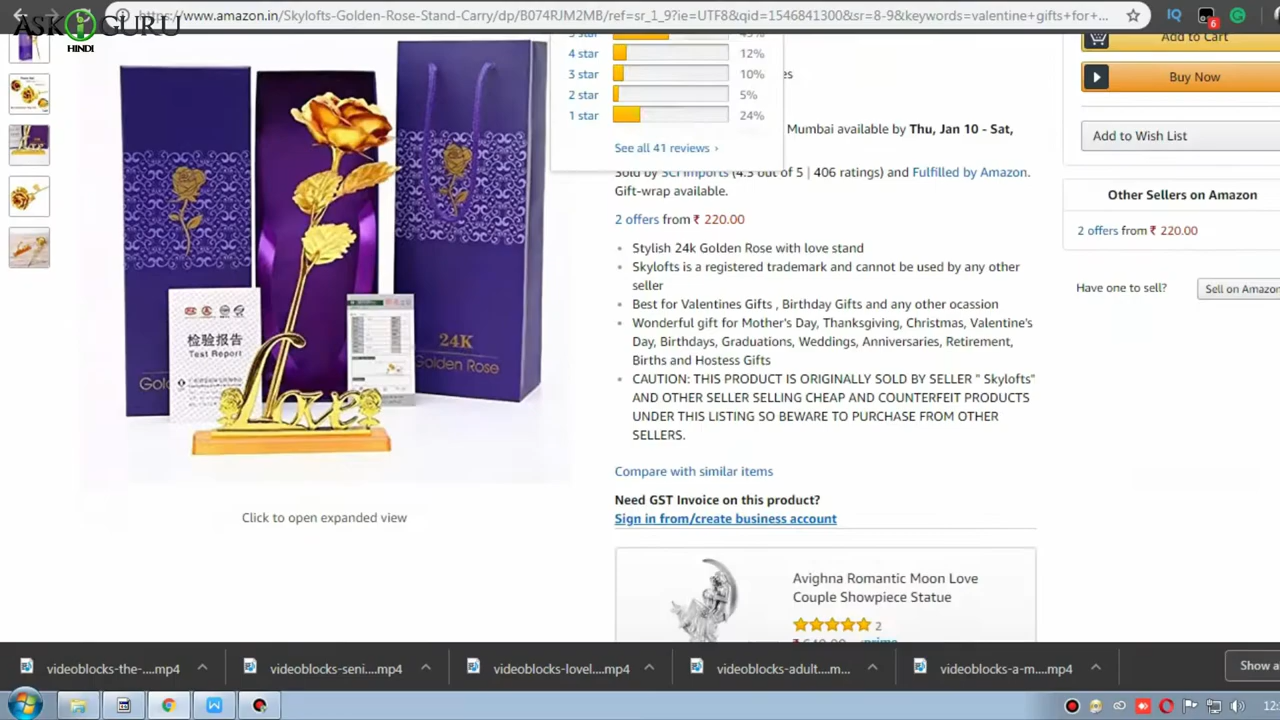 https://www.amazon.in/Skylofts-Golden-Rose-Stand-Carry/dp/B074RJM2MB/ref=sr_1_9?ie=UTF8&qid=1546841300&sr=8-9&keywords=valentine+gifts+for+...
6
ASK GURU
HINDI
Add to Cart
4 star 12%
3 star 10%
2 star 5%
1 star 24%
See all 41 reviews ›
Buy Now
Mumbai available by Thu, Jan 10 - Sat,
Add to Wish List
Sold by SCI Imports (4.3 out of 5 | 406 ratings) and Fulfilled by Amazon.
Gift-wrap available.
Other Sellers on Amazon
2 offers from ₹ 220.00
2 offers from ₹ 220.00
Stylish 24k Golden Rose with love stand
Skylofts is a registered trademark and cannot be used by any other
seller
Have one to sell?
Sell on Amazon
Best for Valentines Gifts , Birthday Gifts and any other ocassion
Wonderful gift for Mother's Day, Thanksgiving, Christmas, Valentine's
Day, Birthdays, Graduations, Weddings, Anniversaries, Retirement,
Births and Hostess Gifts
CAUTION: THIS PRODUCT IS ORIGINALLY SOLD BY SELLER " Skylofts"
AND OTHER SELLER SELLING CHEAP AND COUNTERFEIT PRODUCTS
UNDER THIS LISTING SO BEWARE TO PURCHASE FROM OTHER
SELLERS.
检验报告
Test Report
24K
Golden Rose
Love
Compare with similar items
Need GST Invoice on this product?
Sign in from/create business account
Click to open expanded view
Avighna Romantic Moon Love
Couple Showpiece Statue
2
videoblocks-the-....mp4
videoblocks-seni....mp4
videoblocks-lovel....mp4
videoblocks-adult....m...
videoblocks-a-m....mp4
Show a